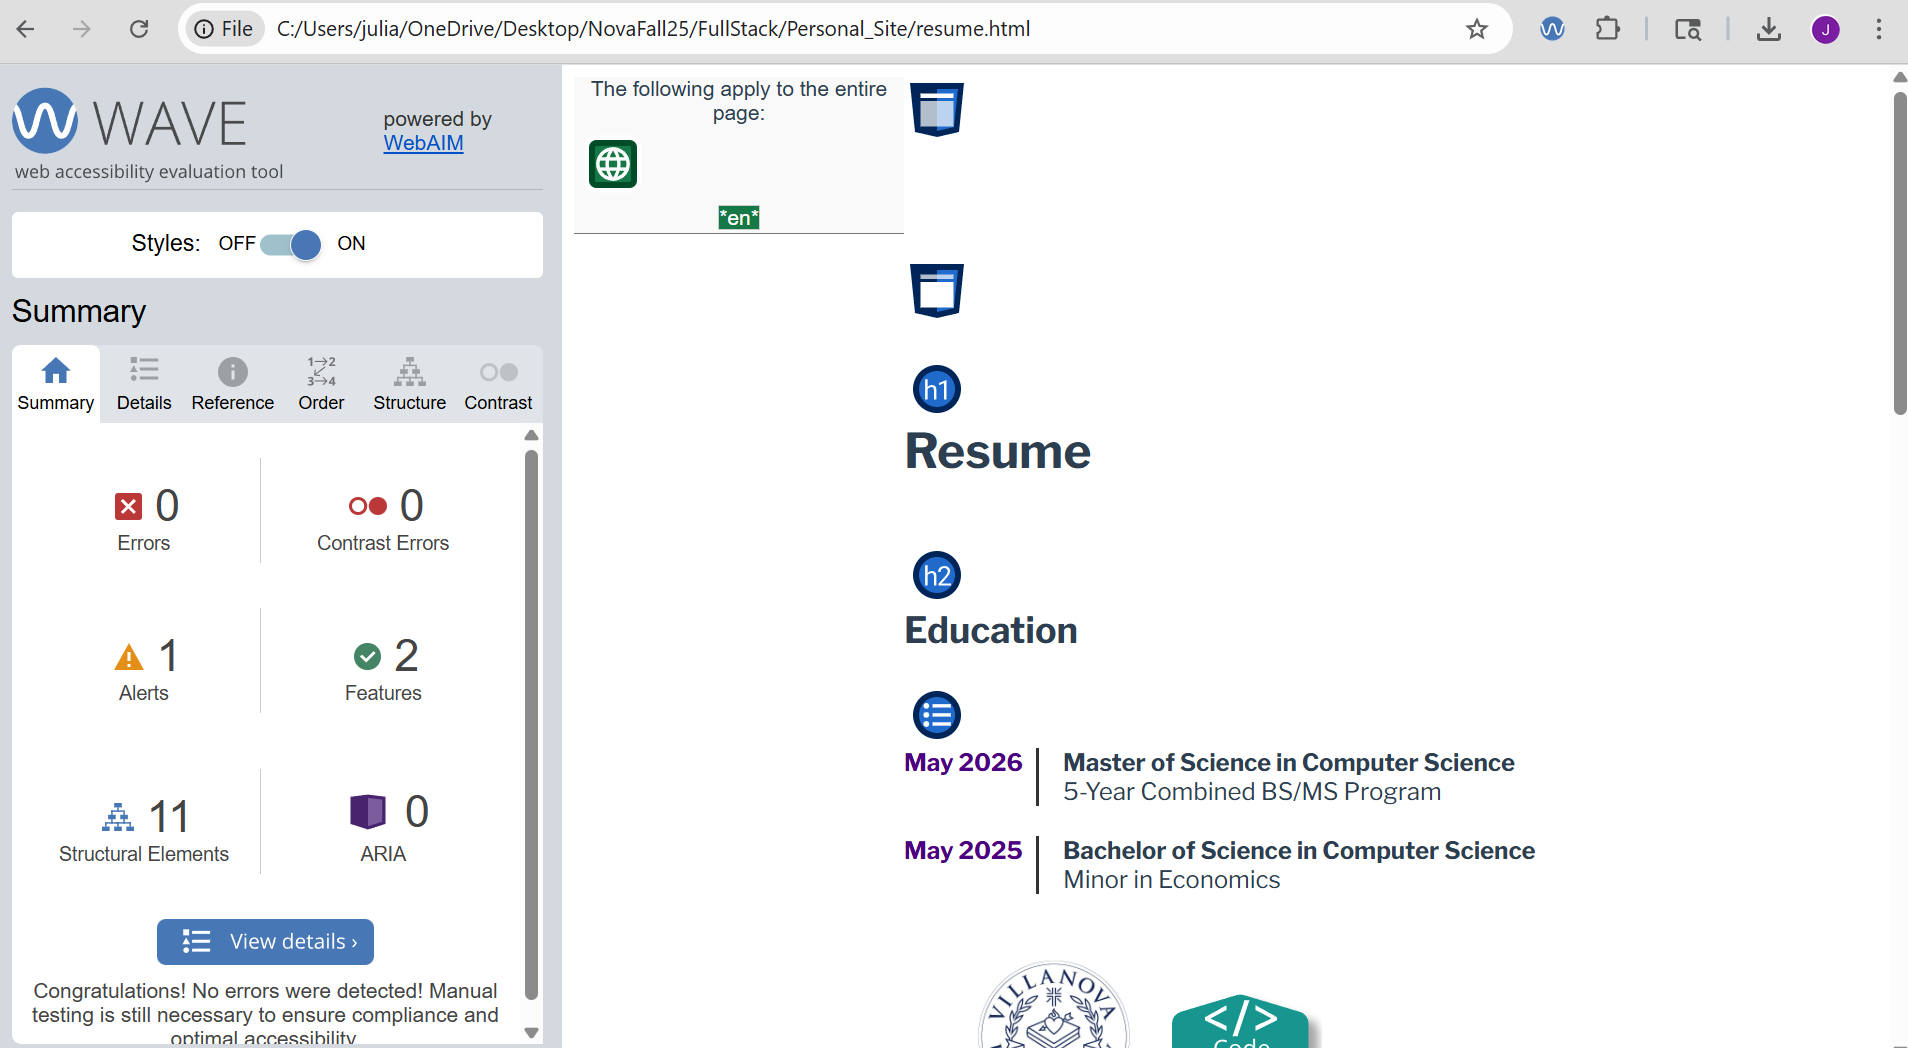 File C:/Users/julia/OneDrive/Desktop/NovaFall25/FullStack/Personal_Site/resume.html
J
WAVE
powered by
WebAIM
web accessibility evaluation tool
Styles: OFF ON
Summary
1→2
3→4
Summary Details Reference Order Structure Contrast
0
Errors
0
Contrast Errors
1
Alerts
2
Features
11
Structural Elements
0
ARIA
View details ›
Congratulations! No errors were detected! Manual
testing is still necessary to ensure compliance and
optimal accessibility.
The following apply to the entire
page:
*en*
h1
Resume
h2
Education
May 2026
Master of Science in Computer Science
5-Year Combined BS/MS Program
May 2025
Bachelor of Science in Computer Science
Minor in Economics
VILLANOVA
</>
Code